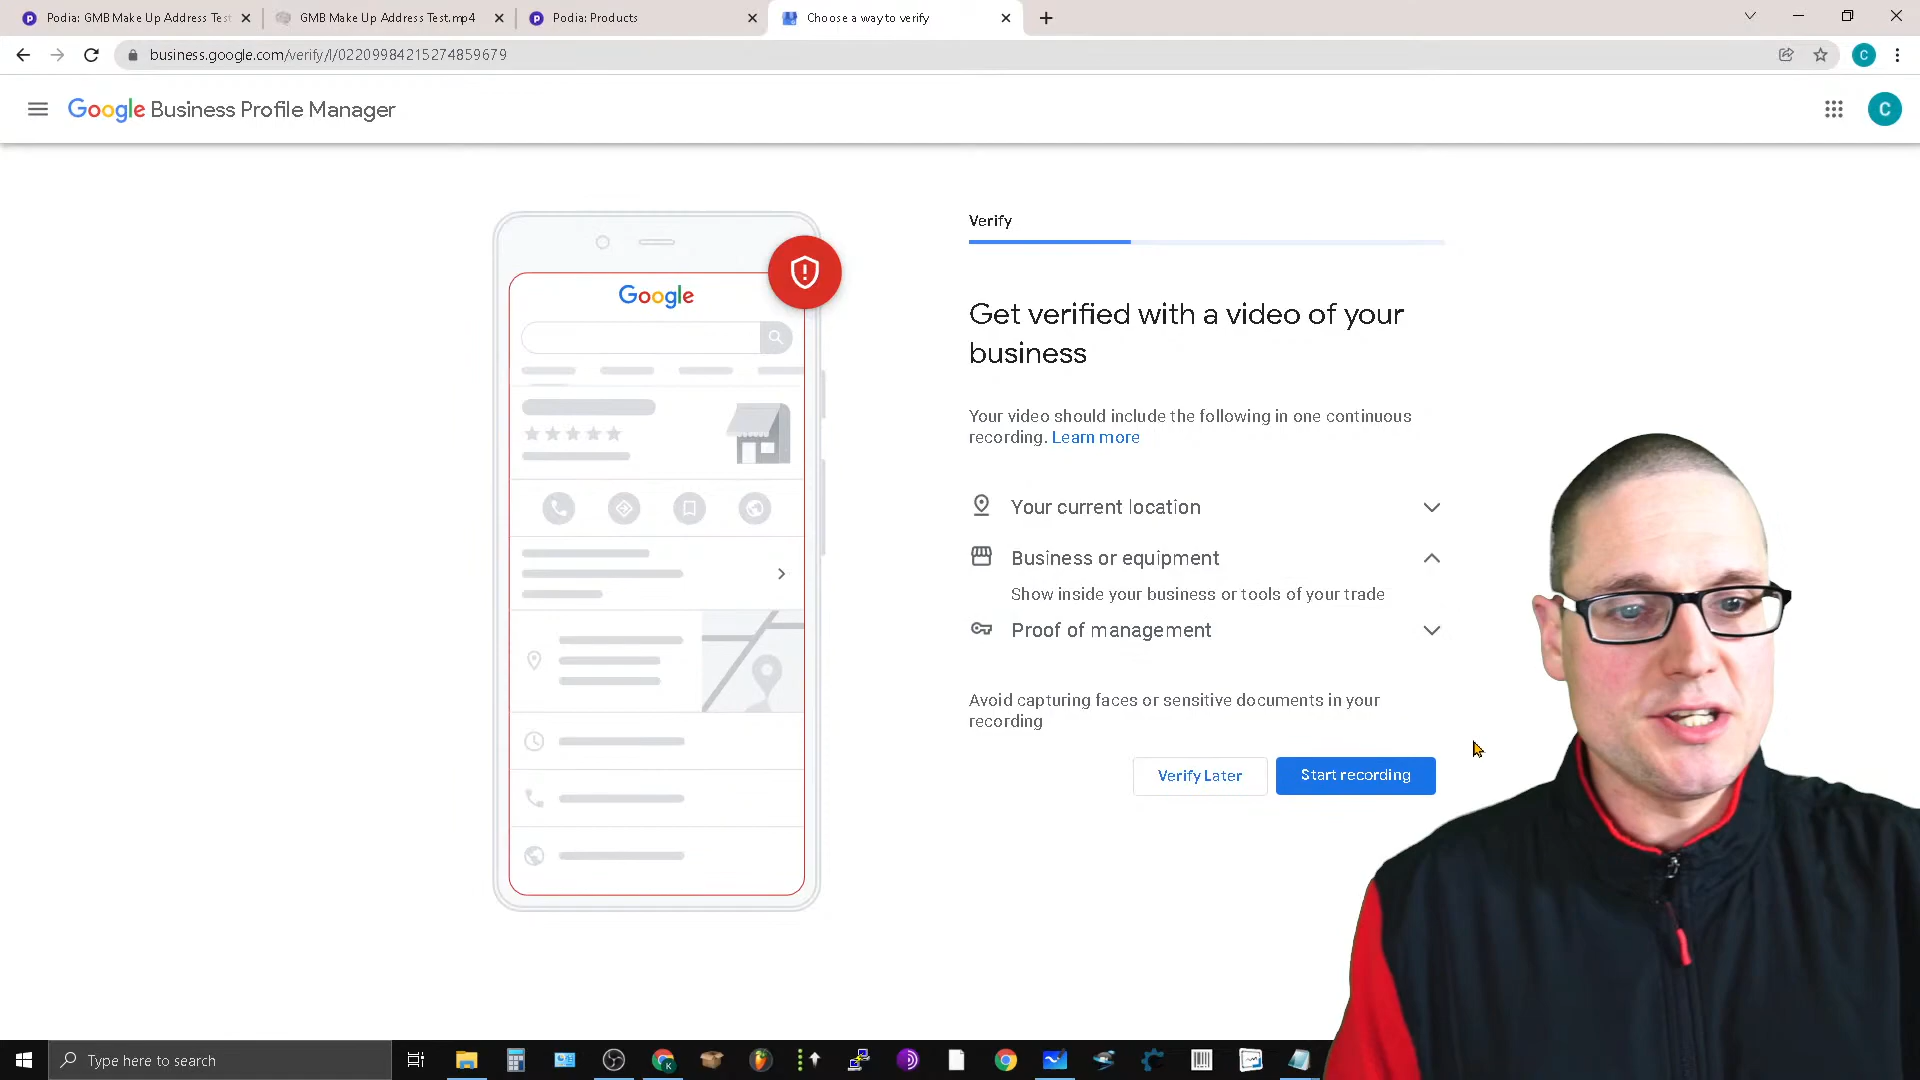 Podia: GMB Make Up Address Test
GMB Make Up Address Test.mp4
Podia: Products
Choose a way to verify
business.google.com/verify/l/02209984215274859679
C
Google Business Profile Manager
C
Verify
Google
Get verified with a video of your
business
Your video should include the following in one continuous
recording. Learn more
Your current location
Business or equipment
Show inside your business or tools of your trade
Proof of management
Avoid capturing faces or sensitive documents in your
recording
Verify Later
Start recording
Type here to search